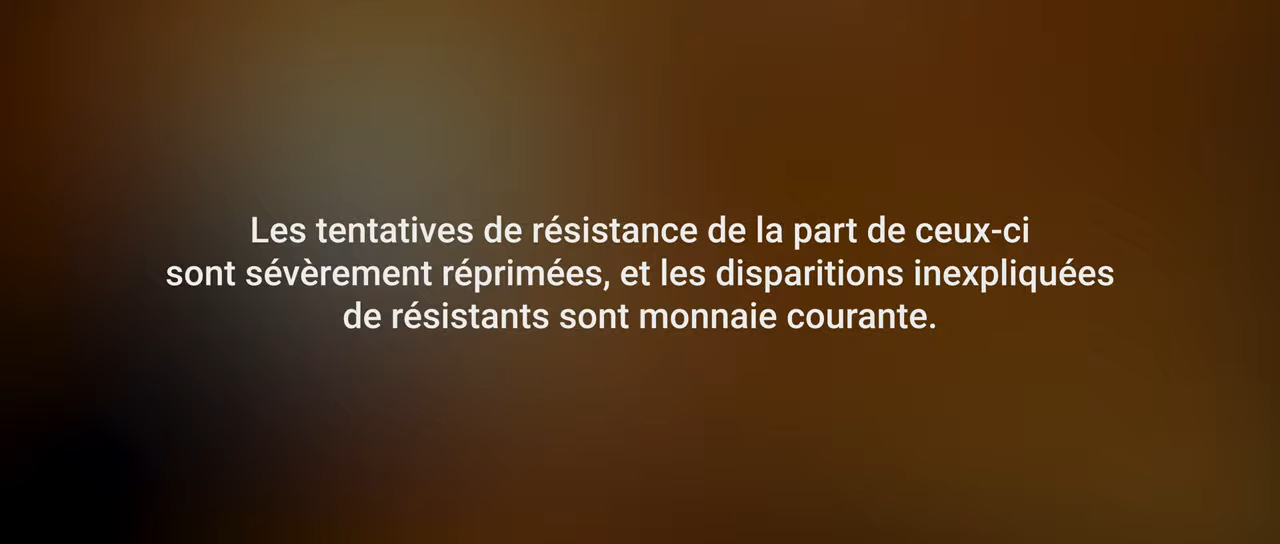 Les tentatives de résistance de la part de ceux-ci
sont sévèrement réprimées, et les disparitions inexpliquées
de résistants sont monnaie courante.